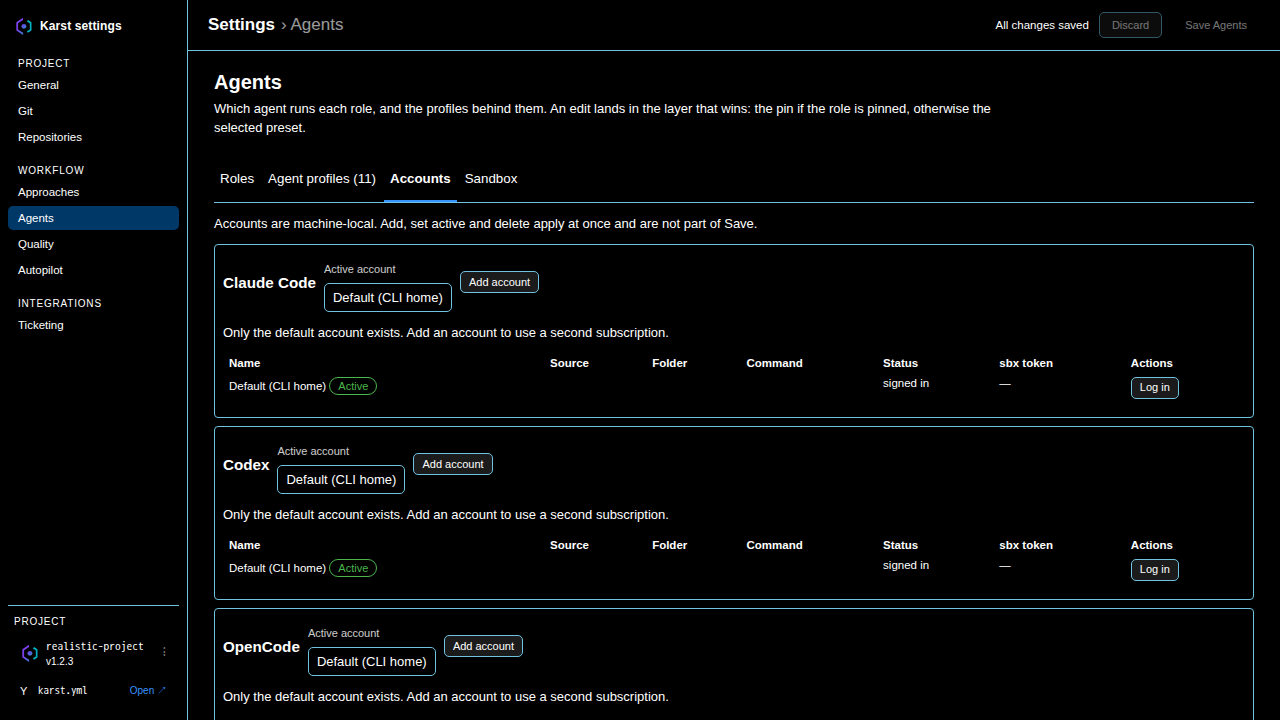 Karst settings
PROJECT
General
Git
Repositories
WORKFLOW
Approaches
Agents
Quality
Autopilot
INTEGRATIONS
Ticketing
PROJECT
realistic-project
v1.2.3
Y karst.yml Open ↗
Settings › Agents
All changes saved Discard Save Agents
Agents
Which agent runs each role, and the profiles behind them. An edit lands in the layer that wins: the pin if the role is pinned, otherwise the
selected preset.
Roles Agent profiles (11) Accounts Sandbox
Accounts are machine-local. Add, set active and delete apply at once and are not part of Save.
Claude Code Active account Add account
Default (CLI home)
Only the default account exists. Add an account to use a second subscription.
Name Source Folder Command Status sbx token Actions
Default (CLI home) Active signed in — Log in
Codex Active account Add account
Default (CLI home)
Only the default account exists. Add an account to use a second subscription.
Name Source Folder Command Status sbx token Actions
Default (CLI home) Active signed in — Log in
OpenCode Active account Add account
Default (CLI home)
Only the default account exists. Add an account to use a second subscription.